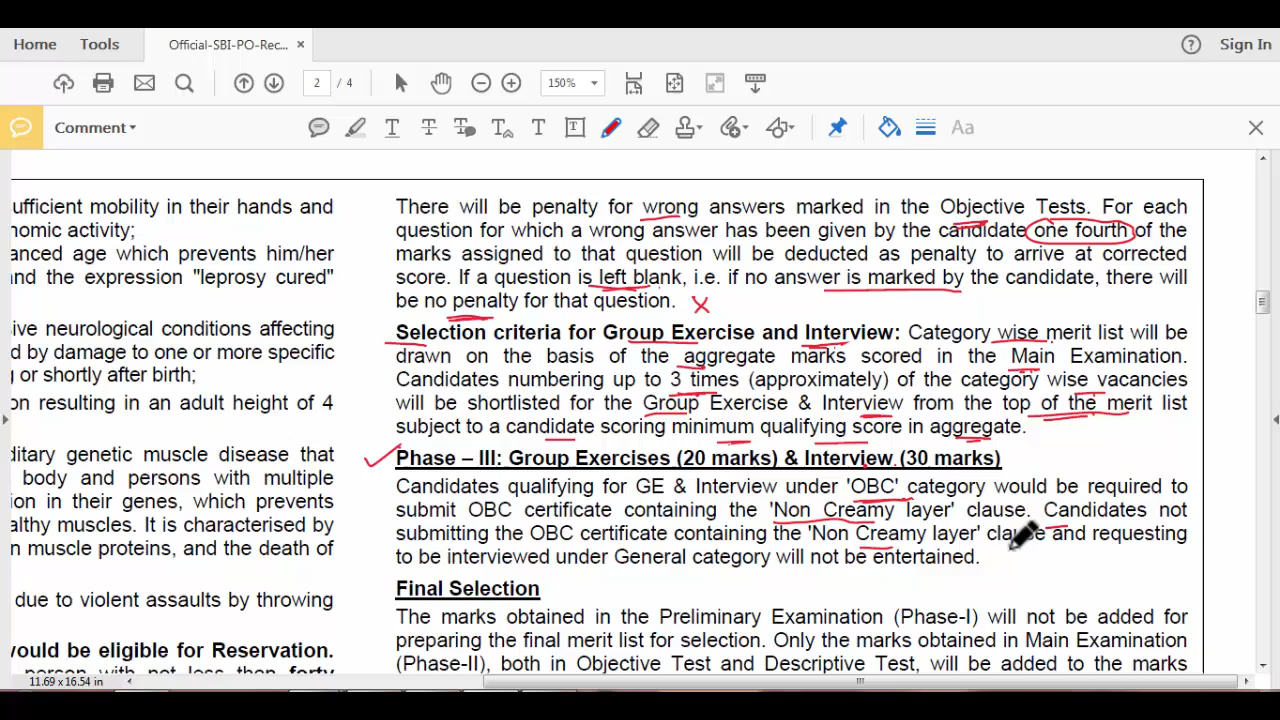 Home Tools Official-SBI-PO-Rec... × ? Sign In
2 / 4 150%
Comment T T T T T Aa
ufficient mobility in their hands and
nomic activity;
anced age which prevents him/her
and the expression "leprosy cured"
sive neurological conditions affecting
d by damage to one or more specific
g or shortly after birth;
on resulting in an adult height of 4
ditary genetic muscle disease that
body and persons with multiple
ion in their genes, which prevents
althy muscles. It is characterised by
n muscle proteins, and the death of
due to violent assaults by throwing
would be eligible for Reservation.
person with not less than forty
There will be penalty for wrong answers marked in the Objective Tests. For each
question for which a wrong answer has been given by the candidate one fourth of the
marks assigned to that question will be deducted as penalty to arrive at corrected
score. If a question is left blank, i.e. if no answer is marked by the candidate, there will
be no penalty for that question.
Selection criteria for Group Exercise and Interview: Category wise merit list will be
drawn on the basis of the aggregate marks scored in the Main Examination.
Candidates numbering up to 3 times (approximately) of the category wise vacancies
will be shortlisted for the Group Exercise & Interview from the top of the merit list
subject to a candidate scoring minimum qualifying score in aggregate.
Phase – III: Group Exercises (20 marks) & Interview (30 marks)
Candidates qualifying for GE & Interview under 'OBC' category would be required to
submit OBC certificate containing the 'Non Creamy layer' clause. Candidates not
submitting the OBC certificate containing the 'Non Creamy layer' clause and requesting
to be interviewed under General category will not be entertained.
Final Selection
The marks obtained in the Preliminary Examination (Phase-I) will not be added for
preparing the final merit list for selection. Only the marks obtained in Main Examination
(Phase-II), both in Objective Test and Descriptive Test, will be added to the marks
11.69 x 16.54 in